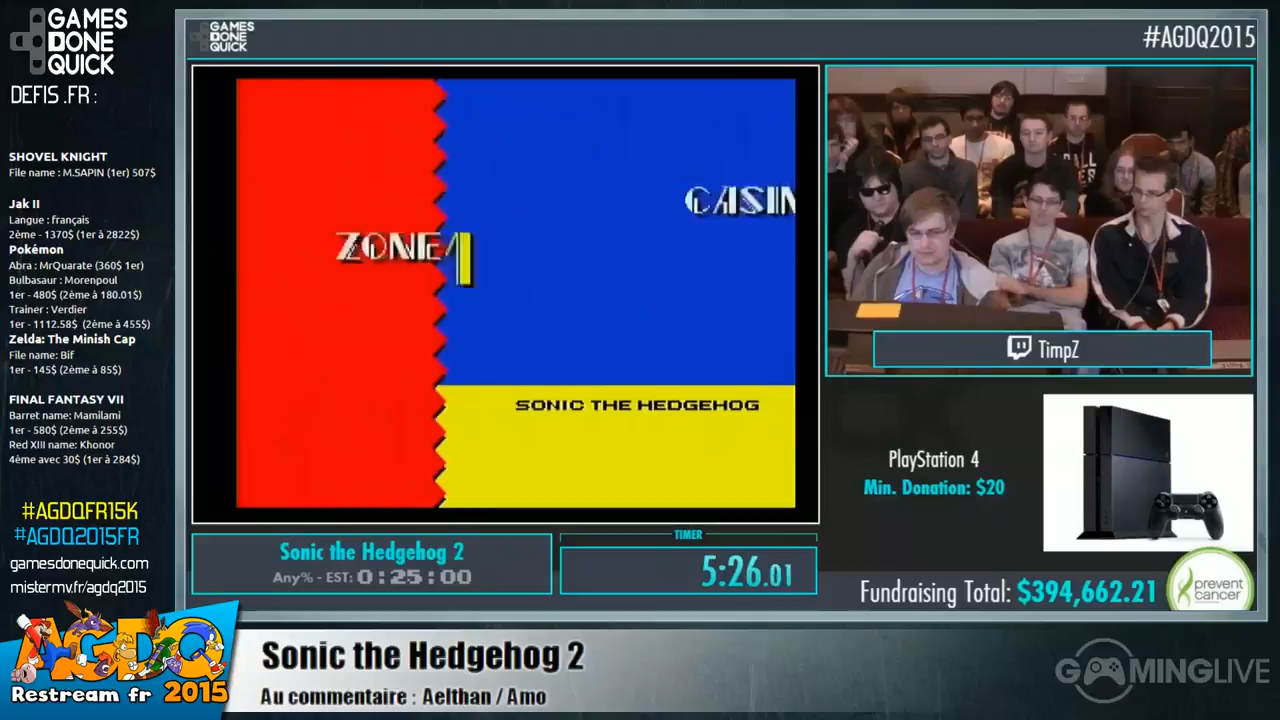 GAMES
DONE
QUICK
DEFIS .FR :
SHOVEL KNIGHT
File name : M.SAPIN (1er) 507$
Jak II
Langue : français
2ème - 1370$ (1er à 2822$)
Pokémon
Abra : MrQuarate (360$ 1er)
Bulbasaur : Morenpoul
1er - 480$ (2ème à 180.01$)
Trainer : Verdier
1er - 1112.58$ (2ème à 455$)
Zelda: The Minish Cap
File name: Bif
1er - 145$ (2ème à 85$)
FINAL FANTASY VII
Barret name: Mamilami
1er - 580$ (2ème à 255$)
Red XIII name: Khonor
4ème avec 30$ (1er à 284$)
#AGDQFR15K
#AGDQ2015FR
gamesdonequick.com
mistermv.fr/agdq2015
AGDQ
Restream fr 2015
GAMES
DONE
QUICK
#AGDQ2015
CASIN
ZONE 1
SONIC THE HEDGEHOG
TimpZ
PlayStation 4
Min. Donation: $20
Sonic the Hedgehog 2
Any% - EST: 0:25:00
TIMER
5:26.01
Fundraising Total: $394,662.21
prevent
cancer
Sonic the Hedgehog 2
Au commentaire : Aelthan / Amo
GAMINGLIVE